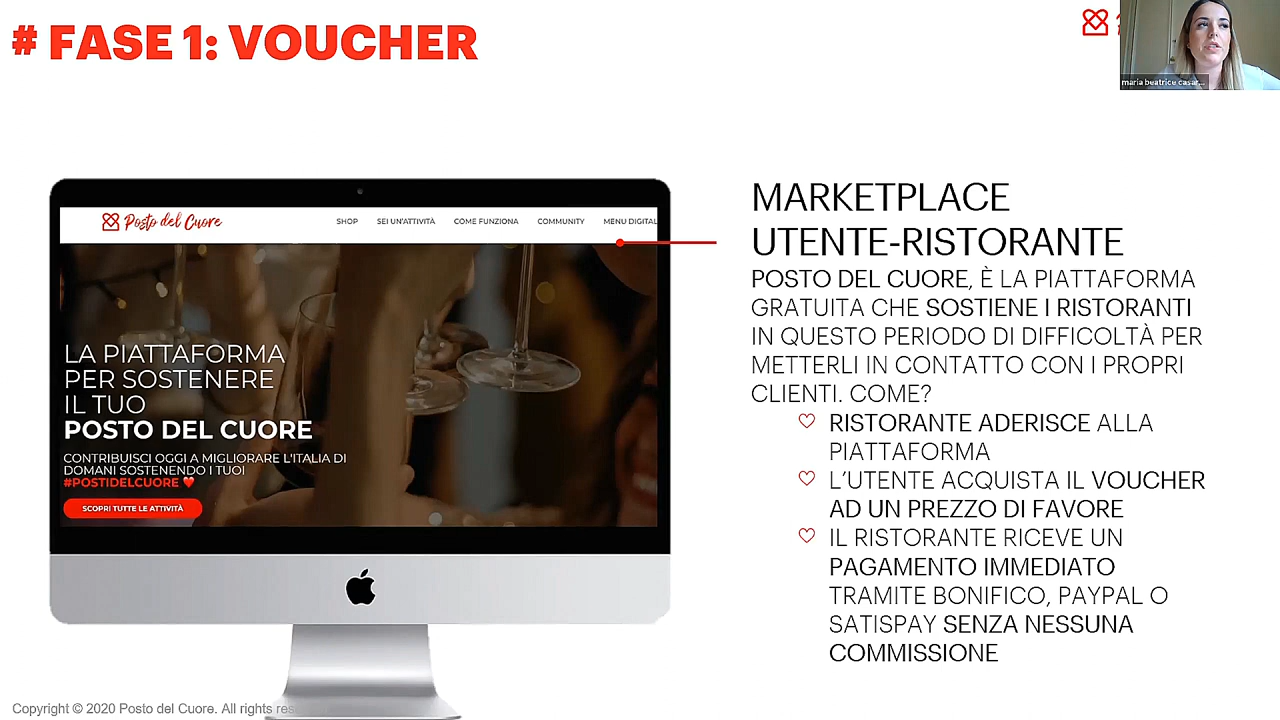 # FASE 1: VOUCHER
maria beatrice casar...
Posto del Cuore
SHOP
SEI UN'ATTIVITÀ
COME FUNZIONA
COMMUNITY
MENU DIGITAL
LA PIATTAFORMA
PER SOSTENERE
IL TUO
POSTO DEL CUORE
CONTRIBUISCI OGGI A MIGLIORARE L'ITALIA DI
DOMANI SOSTENENDO I TUOI
#POSTIDELCUORE ❤
SCOPRI TUTTE LE ATTIVITÀ
MARKETPLACE
UTENTE-RISTORANTE
POSTO DEL CUORE, È LA PIATTAFORMA
GRATUITA CHE SOSTIENE I RISTORANTI
IN QUESTO PERIODO DI DIFFICOLTÀ PER
METTERLI IN CONTATTO CON I PROPRI
CLIENTI. COME?
♡ RISTORANTE ADERISCE ALLA
PIATTAFORMA
♡ L’UTENTE ACQUISTA IL VOUCHER
AD UN PREZZO DI FAVORE
♡ IL RISTORANTE RICEVE UN
PAGAMENTO IMMEDIATO
TRAMITE BONIFICO, PAYPAL O
SATISPAY SENZA NESSUNA
COMMISSIONE
Copyright © 2020 Posto del Cuore. All rights res